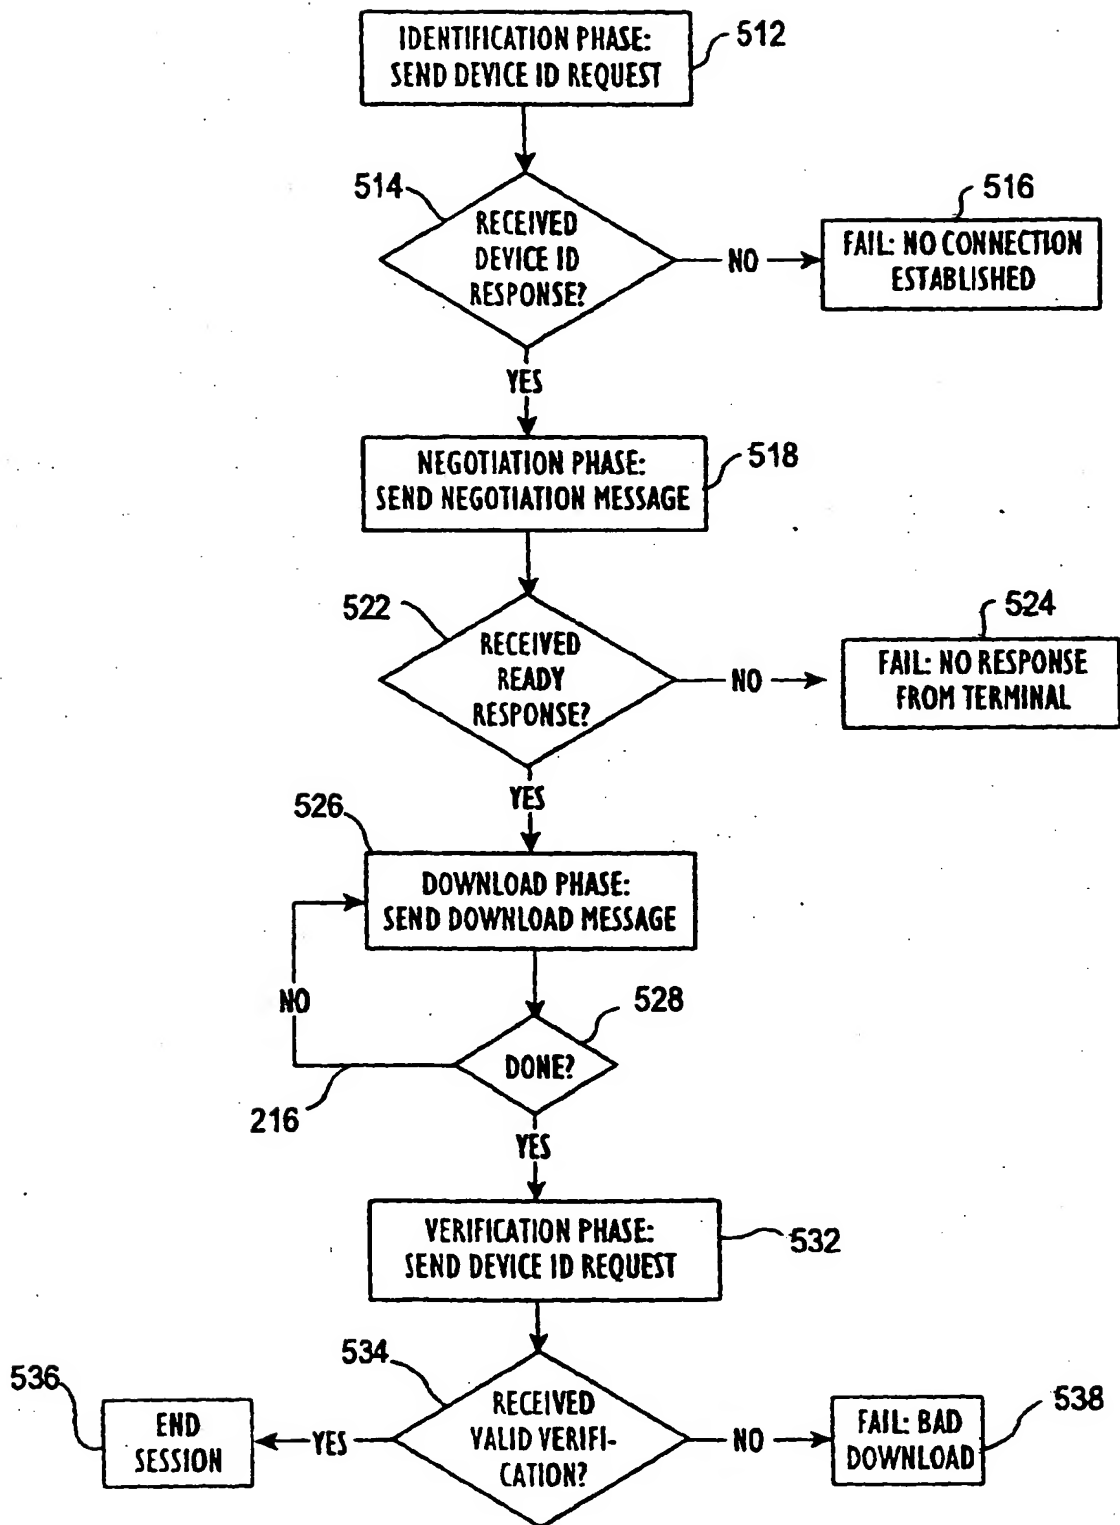 IDENTIFICATION PHASE:
SEND DEVICE ID REQUEST
512
514
RECEIVED
DEVICE ID
RESPONSE?
NO
516
FAIL: NO CONNECTION
ESTABLISHED
YES
NEGOTIATION PHASE:
SEND NEGOTIATION MESSAGE
518
522
RECEIVED
READY
RESPONSE?
NO
524
FAIL: NO RESPONSE
FROM TERMINAL
YES
526
DOWNLOAD PHASE:
SEND DOWNLOAD MESSAGE
NO
528
DONE?
216
YES
VERIFICATION PHASE:
SEND DEVICE ID REQUEST
532
534
RECEIVED
VALID VERIFI-
CATION?
536
END
SESSION
YES
NO
FAIL: BAD
DOWNLOAD
538